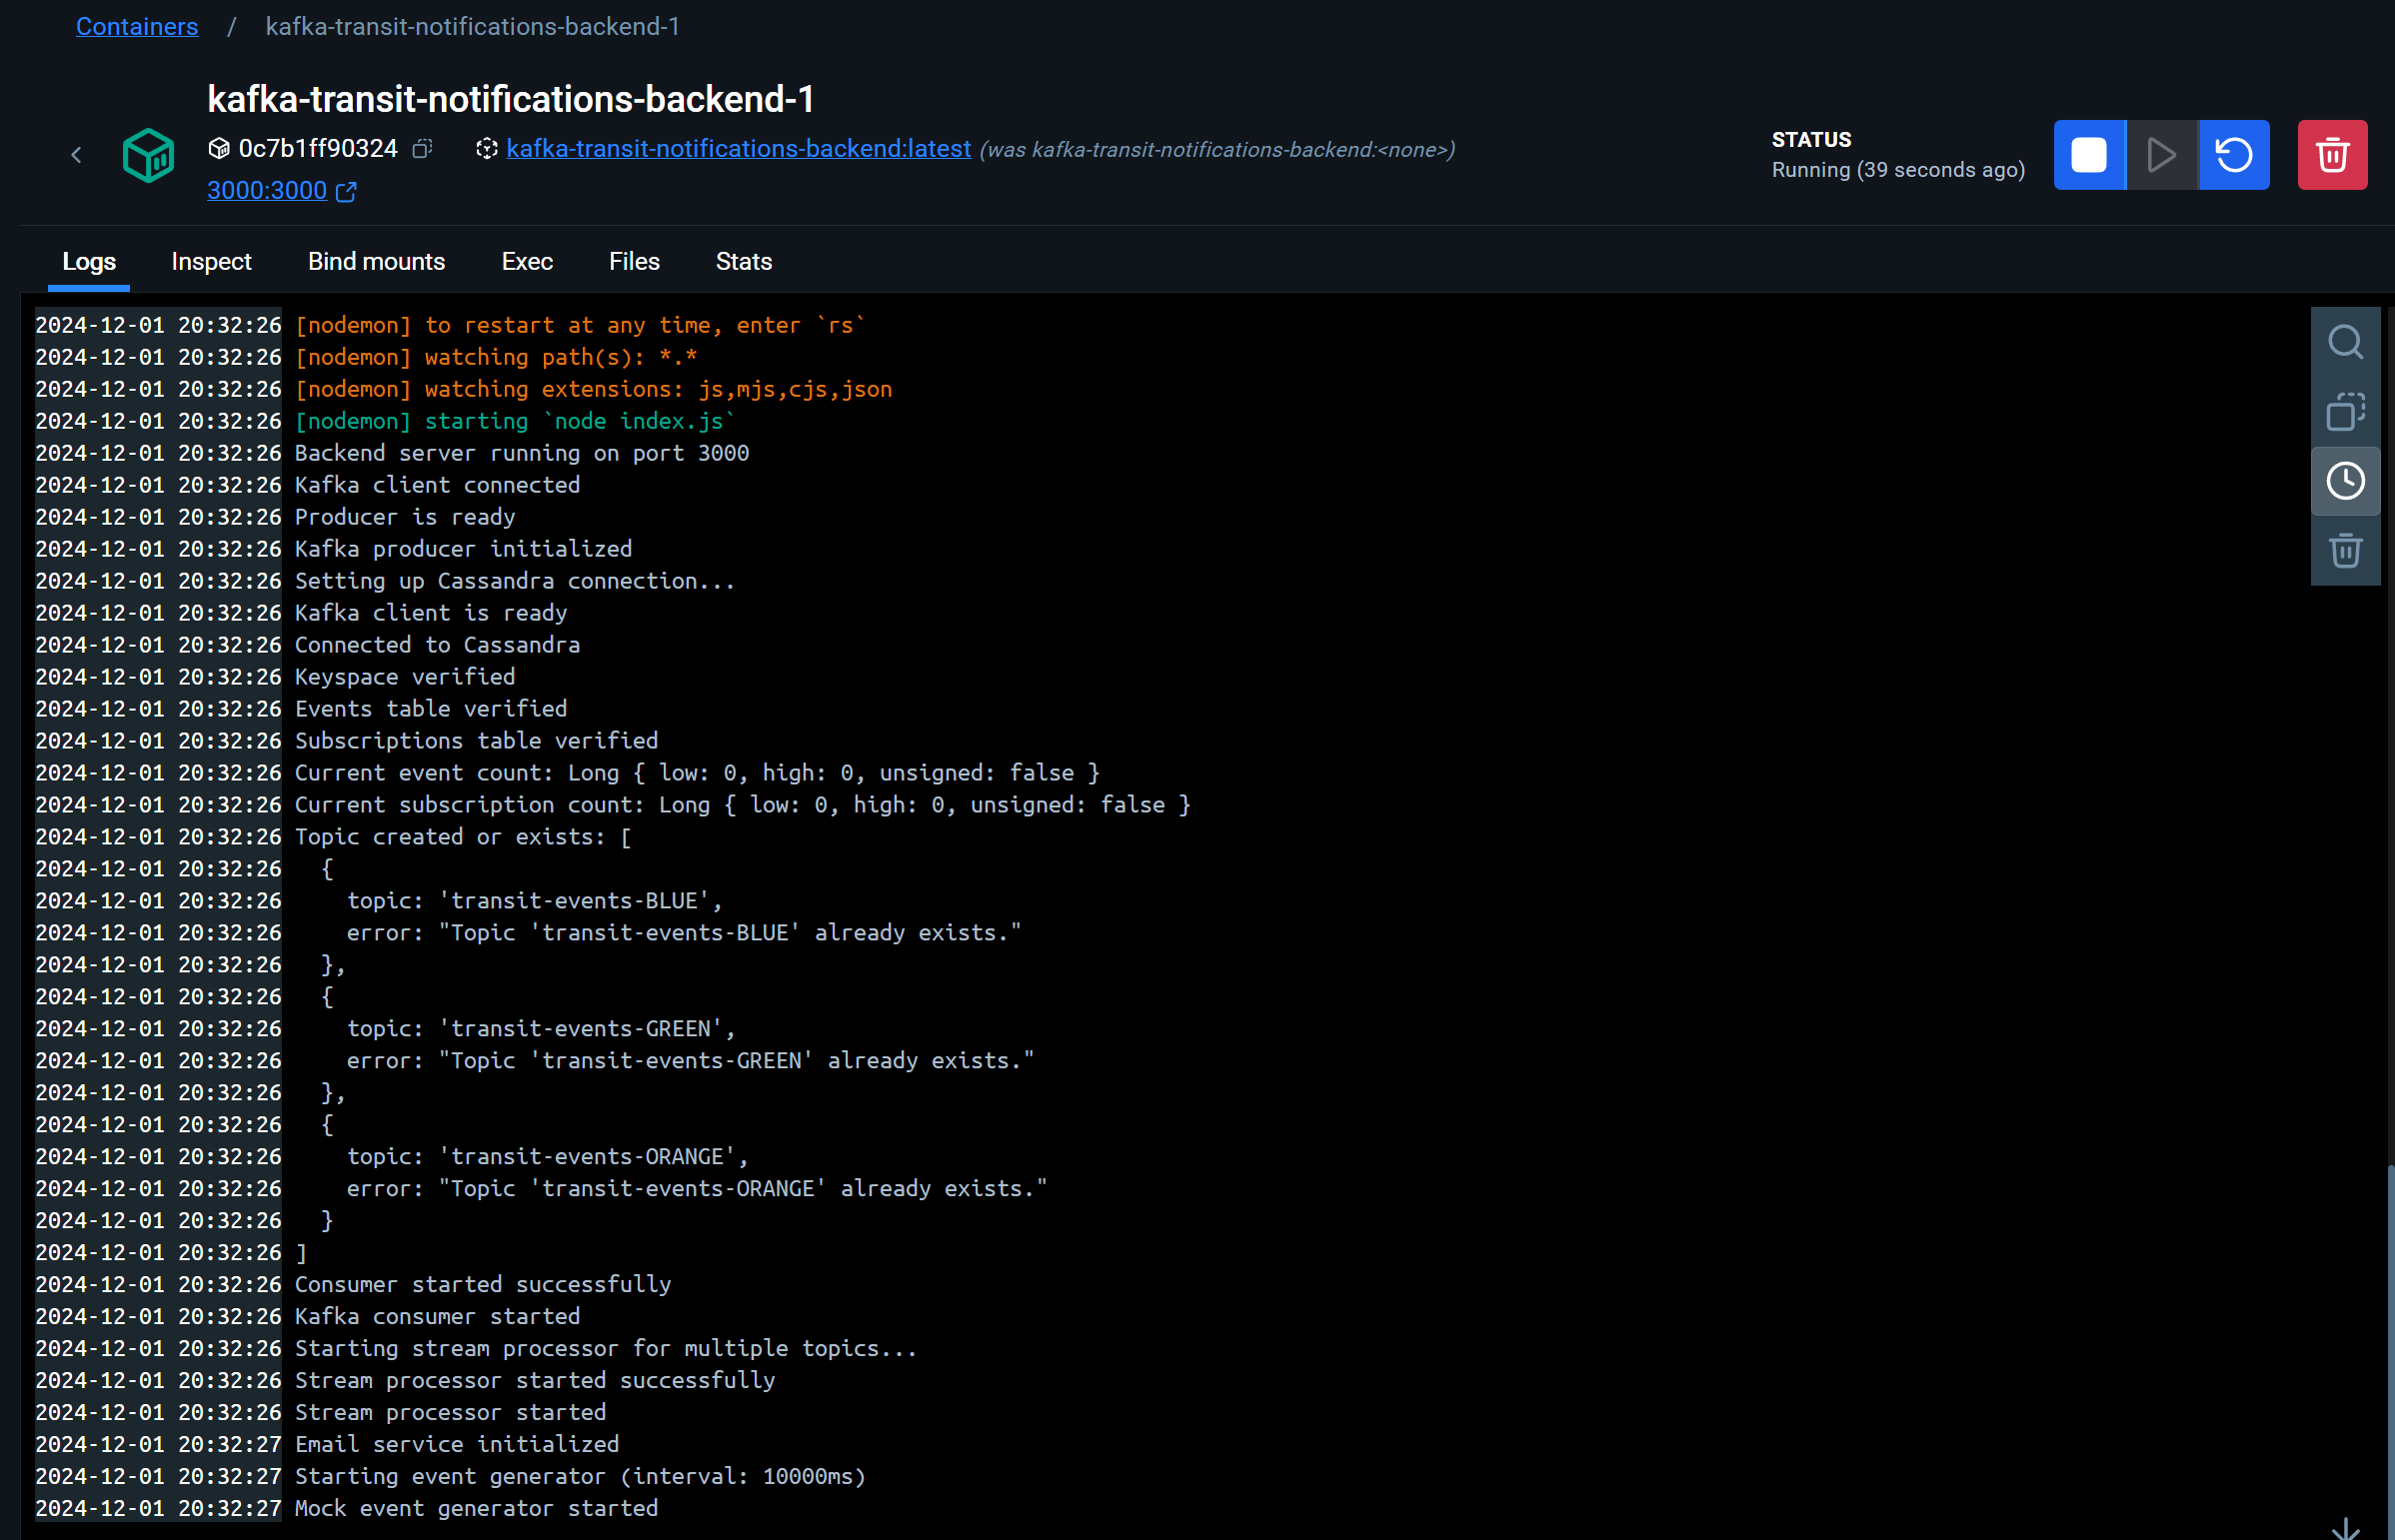 Containers / kafka-transit-notifications-backend-1
kafka-transit-notifications-backend-1
0c7b1ff90324 kafka-transit-notifications-backend:latest (was kafka-transit-notifications-backend:<none>)
3000:3000
STATUS
Running (39 seconds ago)
Logs Inspect Bind mounts Exec Files Stats
2024-12-01 20:32:26 [nodemon] to restart at any time, enter `rs`
2024-12-01 20:32:26 [nodemon] watching path(s): *.*
2024-12-01 20:32:26 [nodemon] watching extensions: js,mjs,cjs,json
2024-12-01 20:32:26 [nodemon] starting `node index.js`
2024-12-01 20:32:26 Backend server running on port 3000
2024-12-01 20:32:26 Kafka client connected
2024-12-01 20:32:26 Producer is ready
2024-12-01 20:32:26 Kafka producer initialized
2024-12-01 20:32:26 Setting up Cassandra connection...
2024-12-01 20:32:26 Kafka client is ready
2024-12-01 20:32:26 Connected to Cassandra
2024-12-01 20:32:26 Keyspace verified
2024-12-01 20:32:26 Events table verified
2024-12-01 20:32:26 Subscriptions table verified
2024-12-01 20:32:26 Current event count: Long { low: 0, high: 0, unsigned: false }
2024-12-01 20:32:26 Current subscription count: Long { low: 0, high: 0, unsigned: false }
2024-12-01 20:32:26 Topic created or exists: [
2024-12-01 20:32:26   {
2024-12-01 20:32:26     topic: 'transit-events-BLUE',
2024-12-01 20:32:26     error: "Topic 'transit-events-BLUE' already exists."
2024-12-01 20:32:26   },
2024-12-01 20:32:26   {
2024-12-01 20:32:26     topic: 'transit-events-GREEN',
2024-12-01 20:32:26     error: "Topic 'transit-events-GREEN' already exists."
2024-12-01 20:32:26   },
2024-12-01 20:32:26   {
2024-12-01 20:32:26     topic: 'transit-events-ORANGE',
2024-12-01 20:32:26     error: "Topic 'transit-events-ORANGE' already exists."
2024-12-01 20:32:26   }
2024-12-01 20:32:26 ]
2024-12-01 20:32:26 Consumer started successfully
2024-12-01 20:32:26 Kafka consumer started
2024-12-01 20:32:26 Starting stream processor for multiple topics...
2024-12-01 20:32:26 Stream processor started successfully
2024-12-01 20:32:26 Stream processor started
2024-12-01 20:32:27 Email service initialized
2024-12-01 20:32:27 Starting event generator (interval: 10000ms)
2024-12-01 20:32:27 Mock event generator started